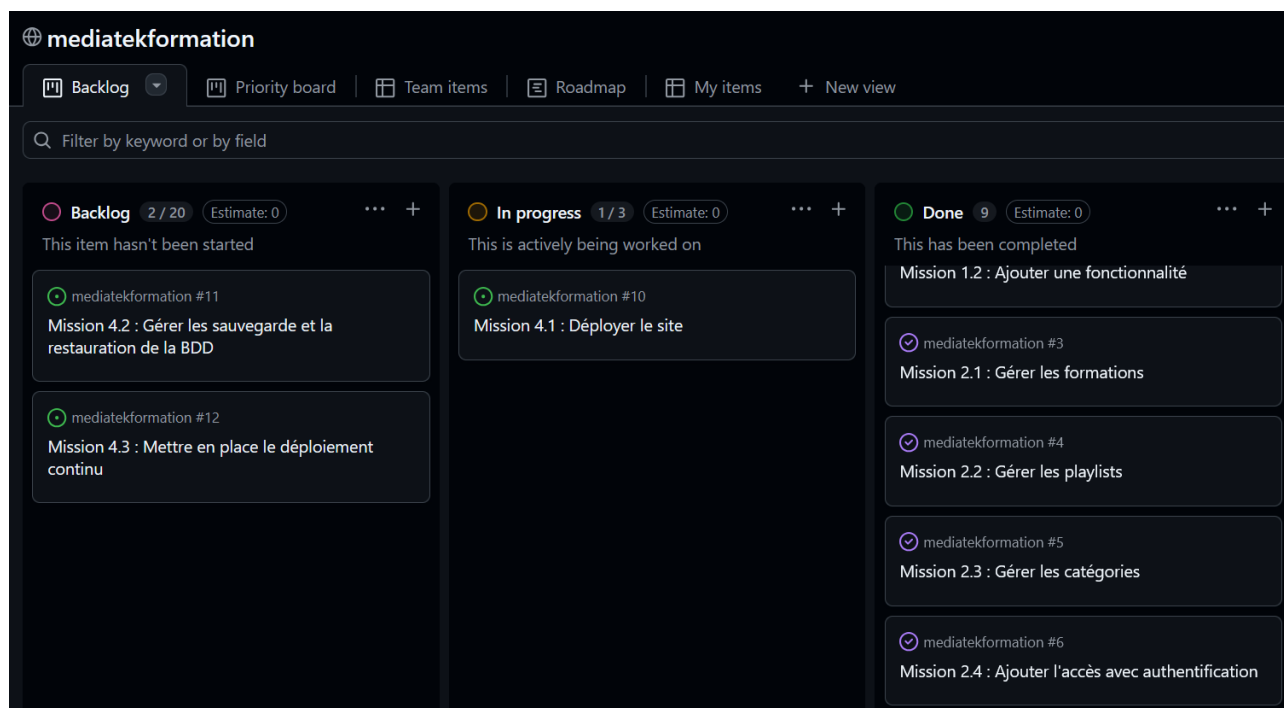 mediatekformation
Backlog
Priority board
Team items
Roadmap
My items
+ New view
Filter by keyword or by field
Backlog 2 / 20 Estimate: 0 ... +
This item hasn't been started
mediatekformation #11
Mission 4.2 : Gérer les sauvegarde et la
restauration de la BDD
mediatekformation #12
Mission 4.3 : Mettre en place le déploiement
continu
In progress 1 / 3 Estimate: 0 ... +
This is actively being worked on
mediatekformation #10
Mission 4.1 : Déployer le site
Done 9 Estimate: 0 ... +
This has been completed
Mission 1.2 : Ajouter une fonctionnalité
mediatekformation #3
Mission 2.1 : Gérer les formations
mediatekformation #4
Mission 2.2 : Gérer les playlists
mediatekformation #5
Mission 2.3 : Gérer les catégories
mediatekformation #6
Mission 2.4 : Ajouter l'accès avec authentification